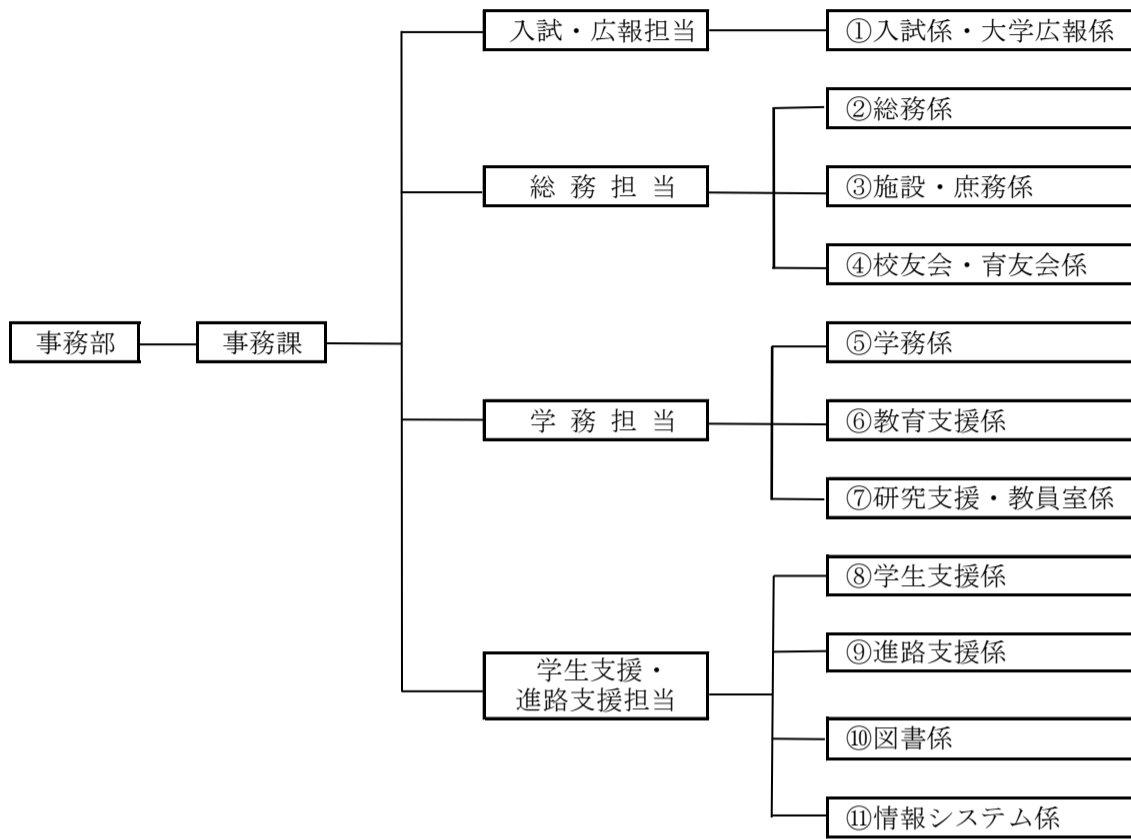 事務部
事務課
入試・広報担当
①入試係・大学広報係
総務担当
②総務係
③施設・庶務係
④校友会・育友会係
学務担当
⑤学務係
⑥教育支援係
⑦研究支援・教員室係
学生支援・
進路支援担当
⑧学生支援係
⑨進路支援係
⑩図書係
⑪情報システム係